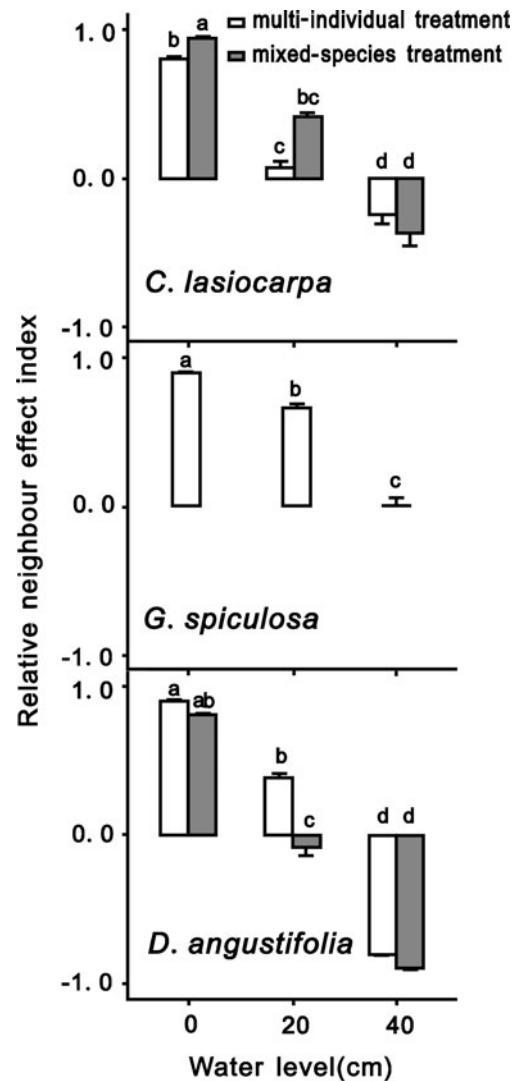 multi-individual treatment
mixed-species treatment
Relative neighbour effect index
1.0
b a
c bc
d d
0.0
C. lasiocarpa
-1.0
1.0
a
b
c
0.0
G. spiculosa
-1.0
1.0
a ab
b
c
d d
0.0
D. angustifolia
-1.0
0 20 40
Water level(cm)